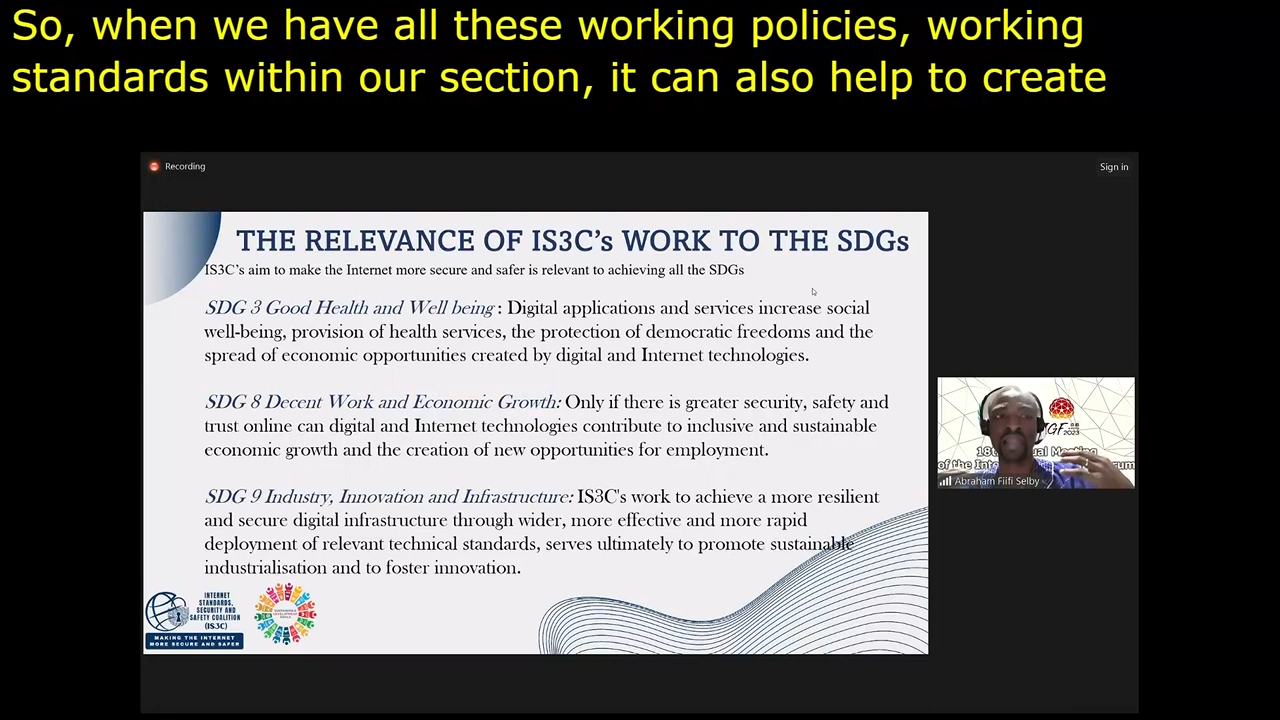 So, when we have all these working policies, working
standards within our section, it can also help to create
Recording
Sign in
THE RELEVANCE OF IS3C's WORK TO THE SDGs
IS3C's aim to make the Internet more secure and safer is relevant to achieving all the SDGs
SDG 3 Good Health and Well being : Digital applications and services increase social
well-being, provision of health services, the protection of democratic freedoms and the
spread of economic opportunities created by digital and Internet technologies.
SDG 8 Decent Work and Economic Growth: Only if there is greater security, safety and
trust online can digital and Internet technologies contribute to inclusive and sustainable
economic growth and the creation of new opportunities for employment.
SDG 9 Industry, Innovation and Infrastructure: IS3C's work to achieve a more resilient
and secure digital infrastructure through wider, more effective and more rapid
deployment of relevant technical standards, serves ultimately to promote sustainable
industrialisation and to foster innovation.
INTERNET
STANDARDS,
SECURITY AND
SAFETY COALITION
(IS3C)
MAKING THE INTERNET
MORE SECURE AND SAFER
SUSTAINABLE
DEVELOPMENT
GOALS
IGF
2023
Meeting
of the
Abraham Fiifi Selby